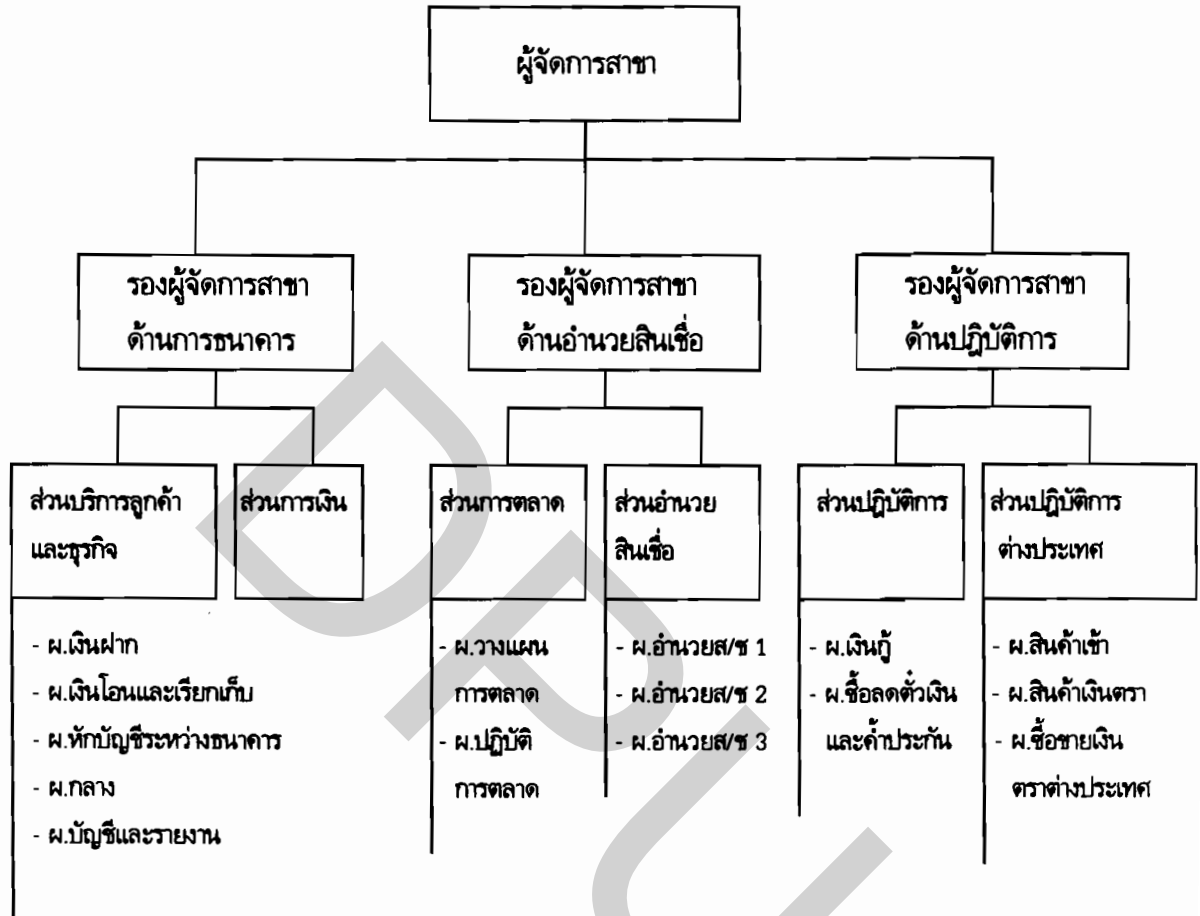 ผู้จัดการสาขา
รองผู้จัดการสาขา
ด้านการธนาคาร
รองผู้จัดการสาขา
ด้านอำนวยสินเชื่อ
รองผู้จัดการสาขา
ด้านปฏิบัติการ
ส่วนบริการลูกค้า
และธุรกิจ
ส่วนการเงิน
ส่วนการตลาด
ส่วนอำนวย
สินเชื่อ
ส่วนปฏิบัติการ
ส่วนปฏิบัติการ
ต่างประเทศ
- ผ.เงินฝาก
- ผ.เงินโอนและเรียกเก็บ
- ผ.หักบัญชีระหว่างธนาคาร
- ผ.กลาง
- ผ.บัญชีและรายงาน
- ผ.วางแผน
การตลาด
- ผ.ปฏิบัติ
การตลาด
- ผ.อำนวยส/ช 1
- ผ.อำนวยส/ช 2
- ผ.อำนวยส/ช 3
- ผ.เงินกู้
- ผ.ซื้อลดตั๋วเงิน
และค้ำประกัน
- ผ.สินค้าเข้า
- ผ.สินค้าเงินตรา
- ผ.ซื้อขายเงิน
ตราต่างประเทศ
DPU